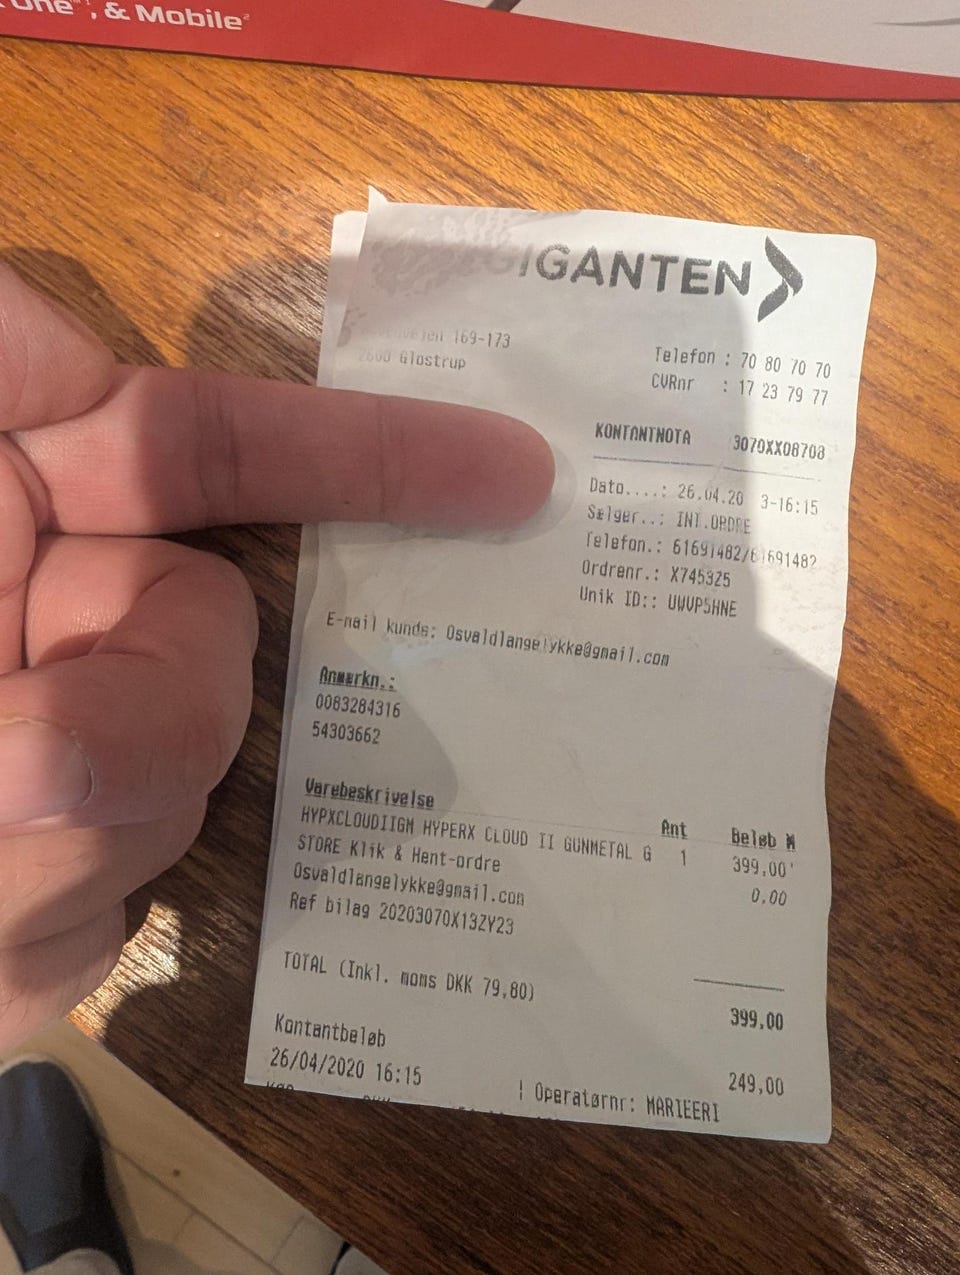 , & Mobile²
GIGANTEN
169-173
2600 Glostrup
Telefon : 70 80 70 70
CVRnr : 17 23 79 77
KONTANTNOTA 3070XX08708
Dato....: 26.04.20 3-16:15
Sælger..: INT.ORDRE
Telefon.: 61691482/61691482
Ordrenr.: X745325
Unik ID:: UWVP5HNE
E-mail kunde: Osvaldlangelykke@gmail.com
Anmærkn.:
0083284316
54303662
Varebeskrivelse Ant Beløb M
HYPXCLOUDIIGM HYPERX CLOUD II GUNMETAL G 1 399,00
STORE Klik & Hent-ordre 0.00
Osvaldlangelykke@gmail.com
Ref bilag 20203070X13ZY23
TOTAL (Inkl. moms DKK 79,80) 399,00
Kontantbeløb 249,00
26/04/2020 16:15 | Operatørnr: MARIEERI